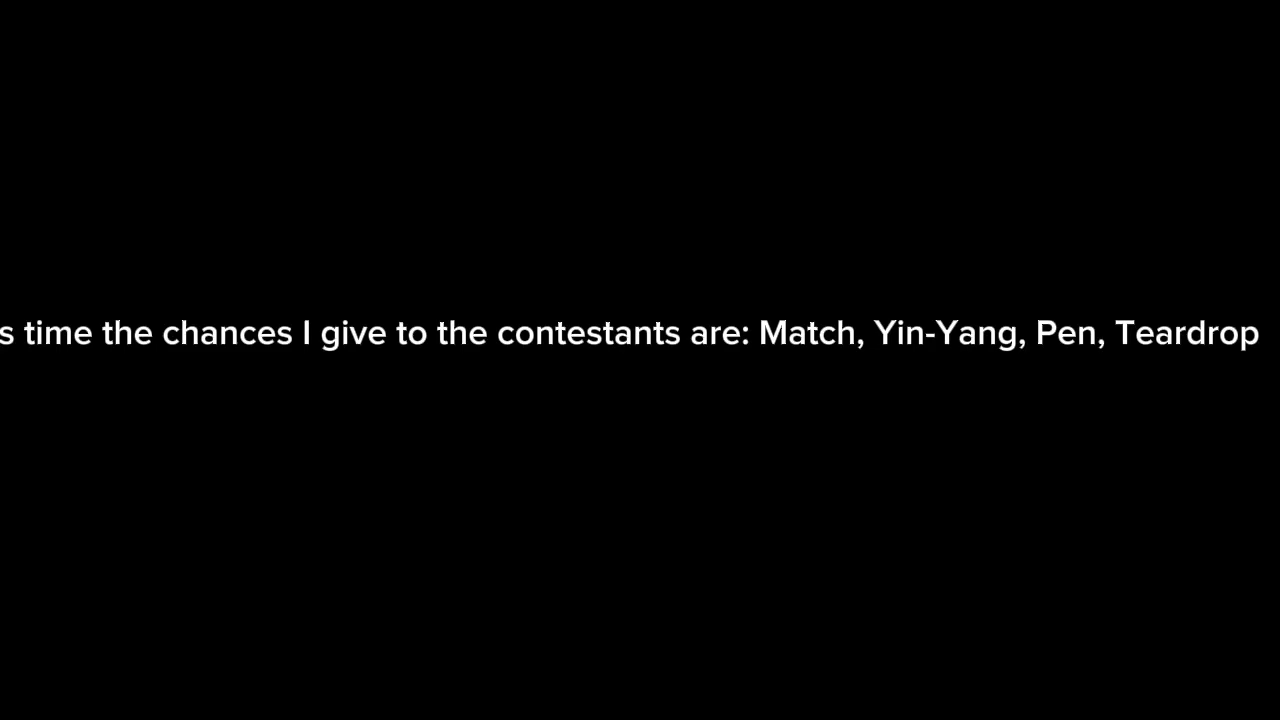 s time the chances I give to the contestants are: Match, Yin-Yang, Pen, Teardrop